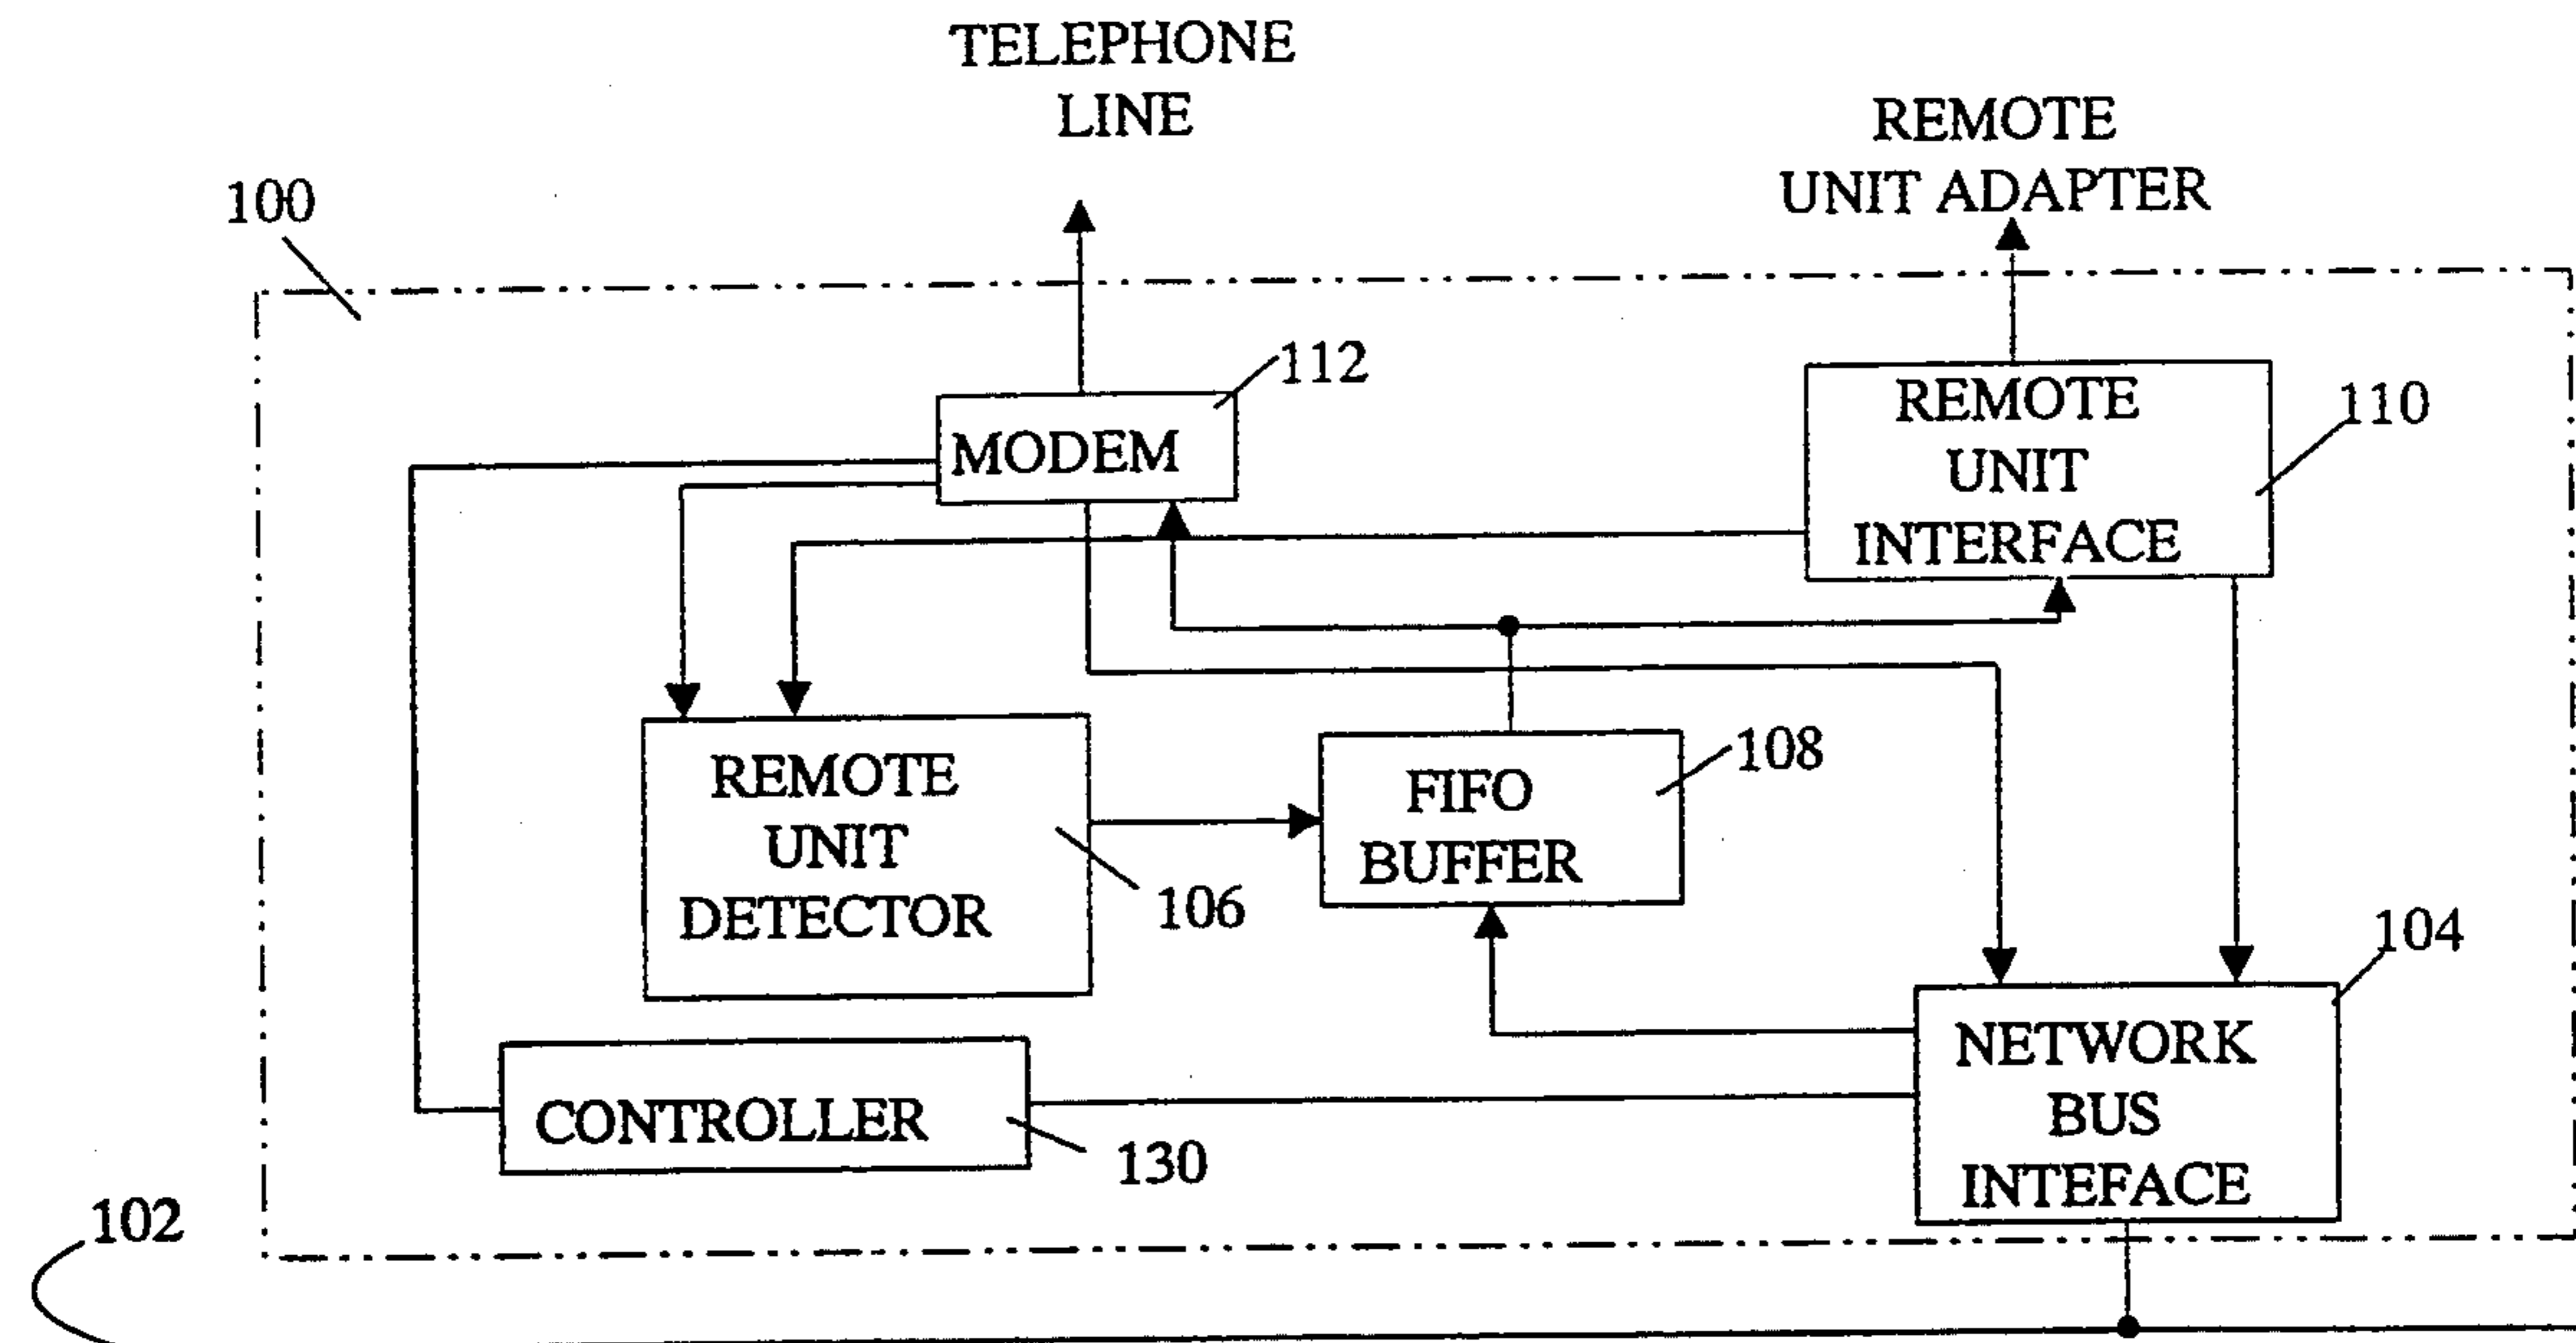 TELEPHONE
LINE
REMOTE
UNIT ADAPTER
100
112
MODEM
REMOTE
UNIT
INTERFACE
110
REMOTE
UNIT
DETECTOR
106
FIFO
BUFFER
108
104
NETWORK
BUS
INTEFACE
CONTROLLER
130
102